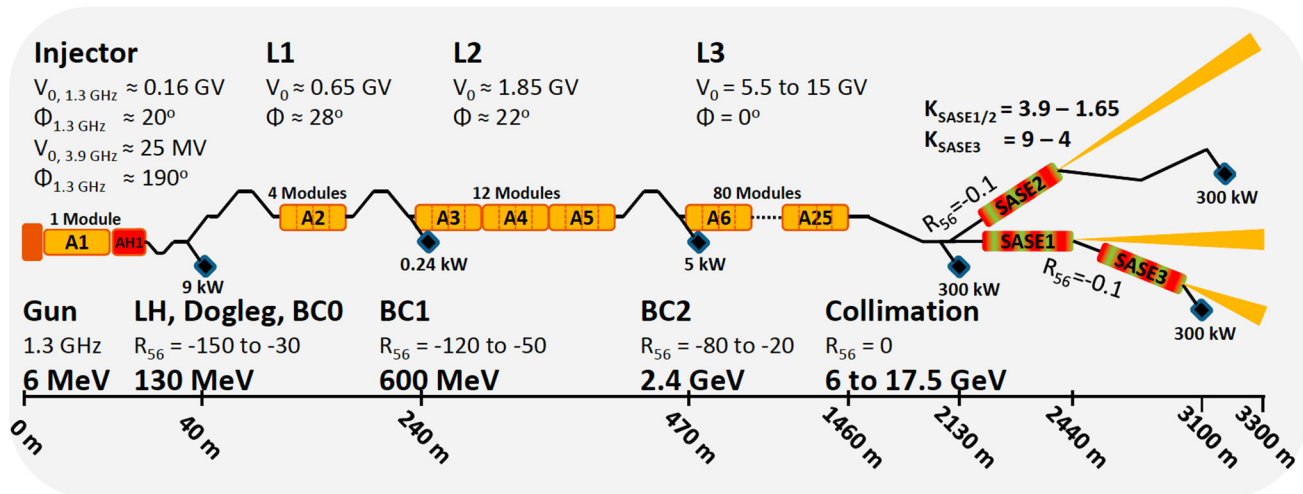 Injector
V0, 1.3 GHz ≈ 0.16 GV
Φ1.3 GHz ≈ 20º
V0, 3.9 GHz ≈ 25 MV
Φ1.3 GHz ≈ 190º
L1
V0 ≈ 0.65 GV
Φ ≈ 28º
L2
V0 ≈ 1.85 GV
Φ ≈ 22º
L3
V0 = 5.5 to 15 GV
Φ = 0º
KSASE1/2 = 3.9 – 1.65
KSASE3 = 9 – 4
1 Module
4 Modules
12 Modules
80 Modules
A1
AH1
A2
A3
A4
A5
A6
A25
R56=-0.1
SASE2
SASE1
R56=-0.1
SASE3
9 kW
0.24 kW
5 kW
300 kW
300 kW
300 kW
Gun
1.3 GHz
6 MeV
LH, Dogleg, BC0
R56 = -150 to -30
130 MeV
BC1
R56 = -120 to -50
600 MeV
BC2
R56 = -80 to -20
2.4 GeV
Collimation
R56 = 0
6 to 17.5 GeV
0 m
40 m
240 m
470 m
1460 m
2130 m
2440 m
3100 m
3300 m